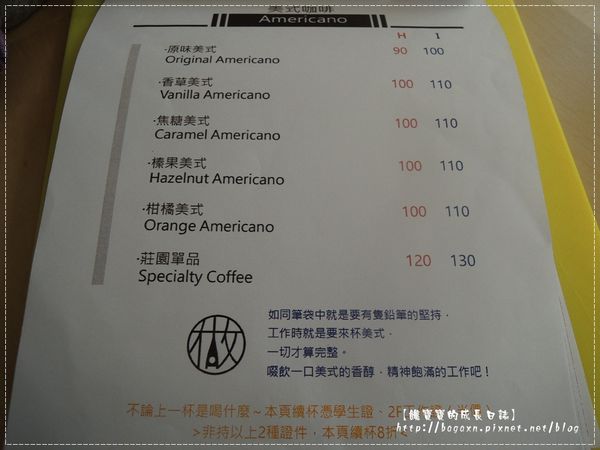 美式咖啡
Americano
H I
·原味美式 90 100
Original Americano
·香草美式 100 110
Vanilla Americano
·焦糖美式 100 110
Caramel Americano
·榛果美式 100 110
Hazelnut Americano
·柑橘美式 100 110
Orange Americano
·莊園單品 120 130
Specialty Coffee
做
如同筆袋中就是要有隻鉛筆的堅持，
工作時就是要來杯美式，
一切才算完整。
啜飲一口美式的香醇，精神飽滿的工作吧！
不論上一杯是喝什麼～本頁續杯憑學生證、2F
>非持以上2種證件，本頁續杯8折<
寶寶的成長日誌】
http://bogaxn.pixnet.net/blog